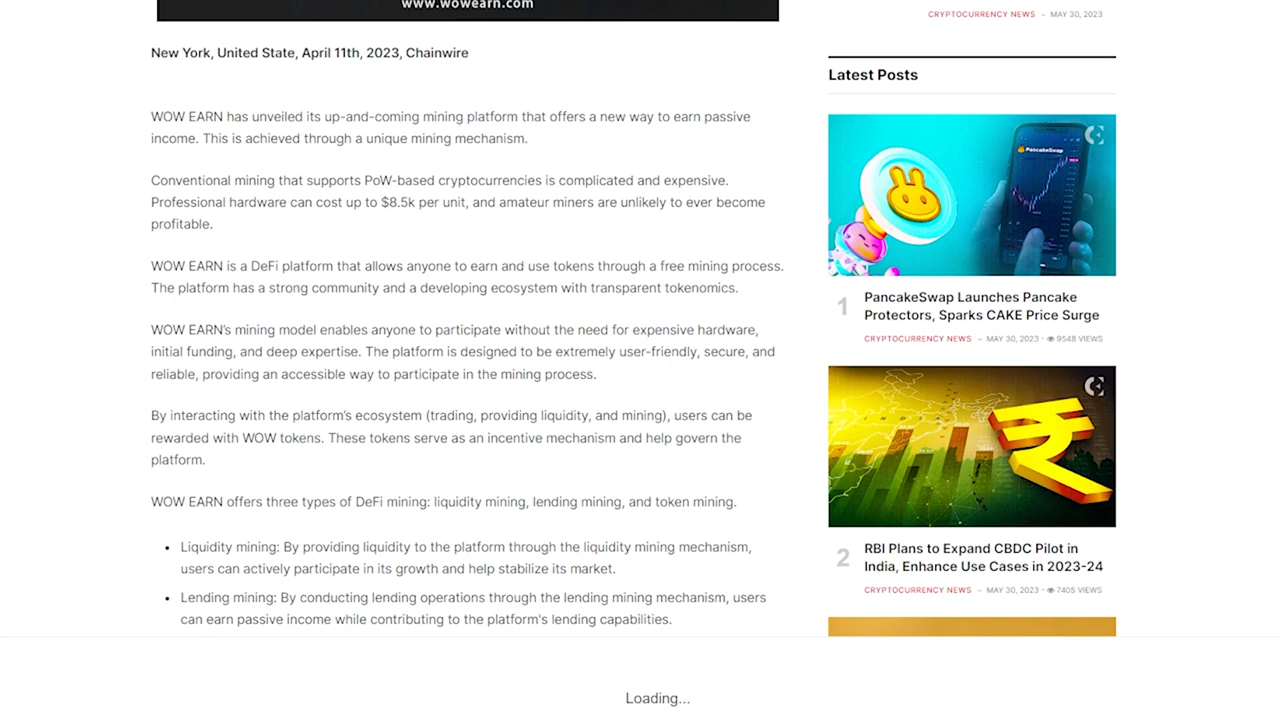 www.wowearn.com
New York, United State, April 11th, 2023, Chainwire
WOW EARN has unveiled its up-and-coming mining platform that offers a new way to earn passive
income. This is achieved through a unique mining mechanism.
Conventional mining that supports PoW-based cryptocurrencies is complicated and expensive.
Professional hardware can cost up to $8.5k per unit, and amateur miners are unlikely to ever become
profitable.
WOW EARN is a DeFi platform that allows anyone to earn and use tokens through a free mining process.
The platform has a strong community and a developing ecosystem with transparent tokenomics.
WOW EARN's mining model enables anyone to participate without the need for expensive hardware,
initial funding, and deep expertise. The platform is designed to be extremely user-friendly, secure, and
reliable, providing an accessible way to participate in the mining process.
By interacting with the platform's ecosystem (trading, providing liquidity, and mining), users can be
rewarded with WOW tokens. These tokens serve as an incentive mechanism and help govern the
platform.
WOW EARN offers three types of DeFi mining: liquidity mining, lending mining, and token mining.
• Liquidity mining: By providing liquidity to the platform through the liquidity mining mechanism,
users can actively participate in its growth and help stabilize its market.
• Lending mining: By conducting lending operations through the lending mining mechanism, users
can earn passive income while contributing to the platform's lending capabilities.
CRYPTOCURRENCY NEWS – MAY 30, 2023
Latest Posts
PancakeSwap
1
PancakeSwap Launches Pancake
Protectors, Sparks CAKE Price Surge
CRYPTOCURRENCY NEWS – MAY 30, 2023 - 9548 VIEWS
INDIA
2
RBI Plans to Expand CBDC Pilot in
India, Enhance Use Cases in 2023-24
CRYPTOCURRENCY NEWS – MAY 30, 2023 - 7405 VIEWS
Loading...